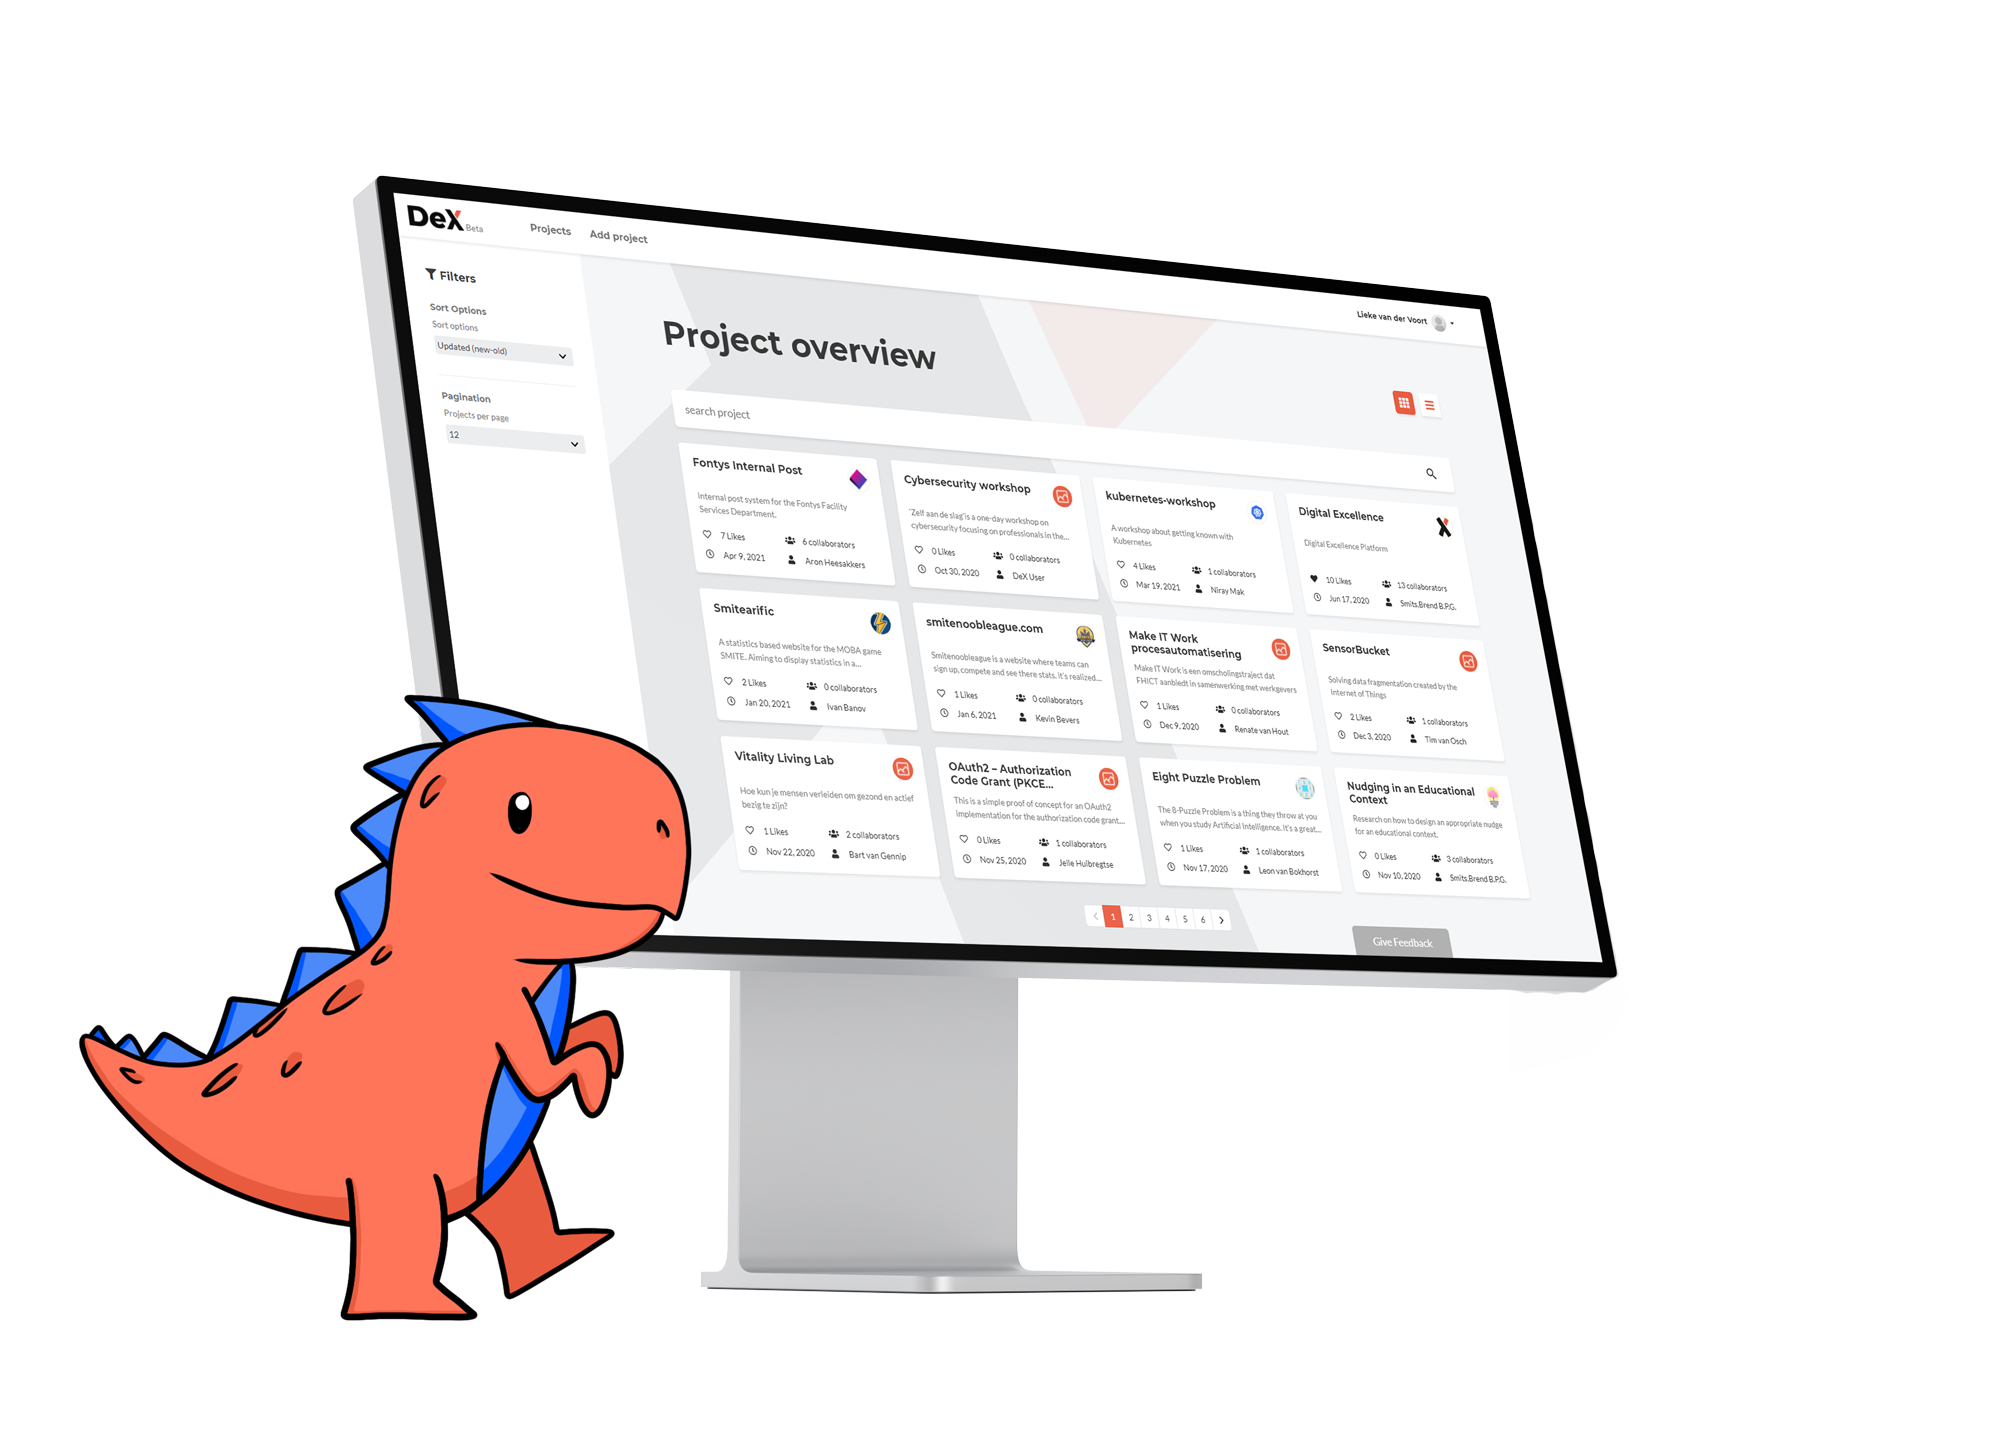 DeX Beta
Projects
Add project
Lieke van der Voort
Filters
Sort Options
Sort options
Updated (new-old)
Pagination
Projects per page
12
Project overview
search project
Fontys Internal Post
Internal post system for the Fontys Facility
Services Department.
7 Likes
6 collaborators
Apr 9, 2021
Aron Heesakkers
Cybersecurity workshop
'Zelf aan de slag' is a one-day workshop on
cybersecurity focusing on professionals in the...
0 Likes
0 collaborators
Oct 30, 2020
DeX User
kubernetes-workshop
A workshop about getting known with
Kubernetes
4 Likes
1 collaborators
Mar 19, 2021
Niray Mak
Digital Excellence
Digital Excellence Platform
10 Likes
13 collaborators
Jun 17, 2020
Smits,Brend B.P.G.
Smitearific
A statistics based website for the MOBA game
SMITE. Aiming to display statistics in a...
2 Likes
0 collaborators
Jan 20, 2021
Ivan Banov
smitenoobleague.com
Smitenoobleague is a website where teams can
sign up, compete and see there stats. it's realized...
1 Likes
0 collaborators
Jan 6, 2021
Kevin Bevers
Make IT Work
procesautomatisering
Make IT Work is een omscholingstraject dat
FHICT aanbiedt in samenwerking met werkgevers
1 Likes
0 collaborators
Dec 9, 2020
Renate van Hout
SensorBucket
Solving data fragmentation created by the
Internet of Things
2 Likes
1 collaborators
Dec 3, 2020
Tim van Osch
Vitality Living Lab
Hoe kun je mensen verleiden om gezond en actief
bezig te zijn?
1 Likes
2 collaborators
Nov 22, 2020
Bart van Gennip
OAuth2 – Authorization
Code Grant (PKCE...
This is a simple proof of concept for an OAuth2
implementation for the authorization code grant...
0 Likes
1 collaborators
Nov 25, 2020
Jelle Huibregtse
Eight Puzzle Problem
The 8-Puzzle Problem is a thing they throw at you
when you study Artificial Intelligence. It's a great...
1 Likes
1 collaborators
Nov 17, 2020
Leon van Bokhorst
Nudging in an Educational
Context
Research on how to design an appropriate nudge
for an educational context.
0 Likes
3 collaborators
Nov 10, 2020
Smits,Brend B.P.G.
1 2 3 4 5 6
Give Feedback